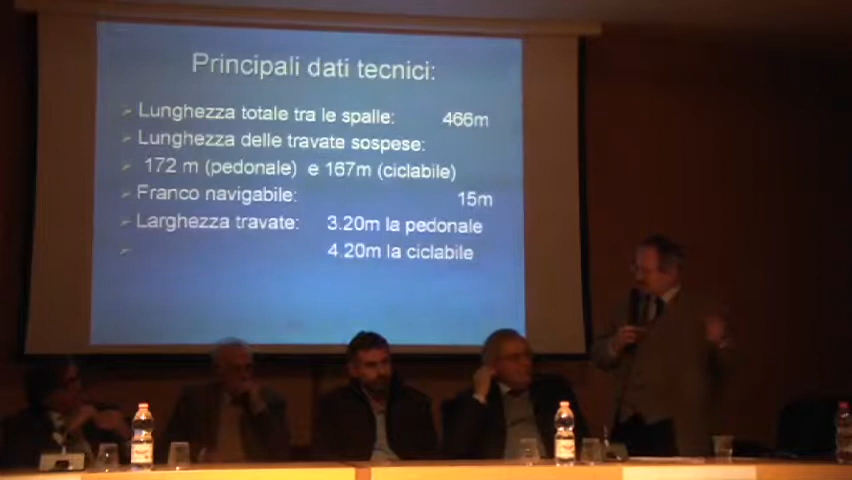 Principali dati tecnici:
Lunghezza totale tra le spalle: 466m
Lunghezza delle travate sospese:
172 m (pedonale) e 167m (ciclabile)
Franco navigabile: 15m
Larghezza travate: 3.20m la pedonale
4.20m la ciclabile